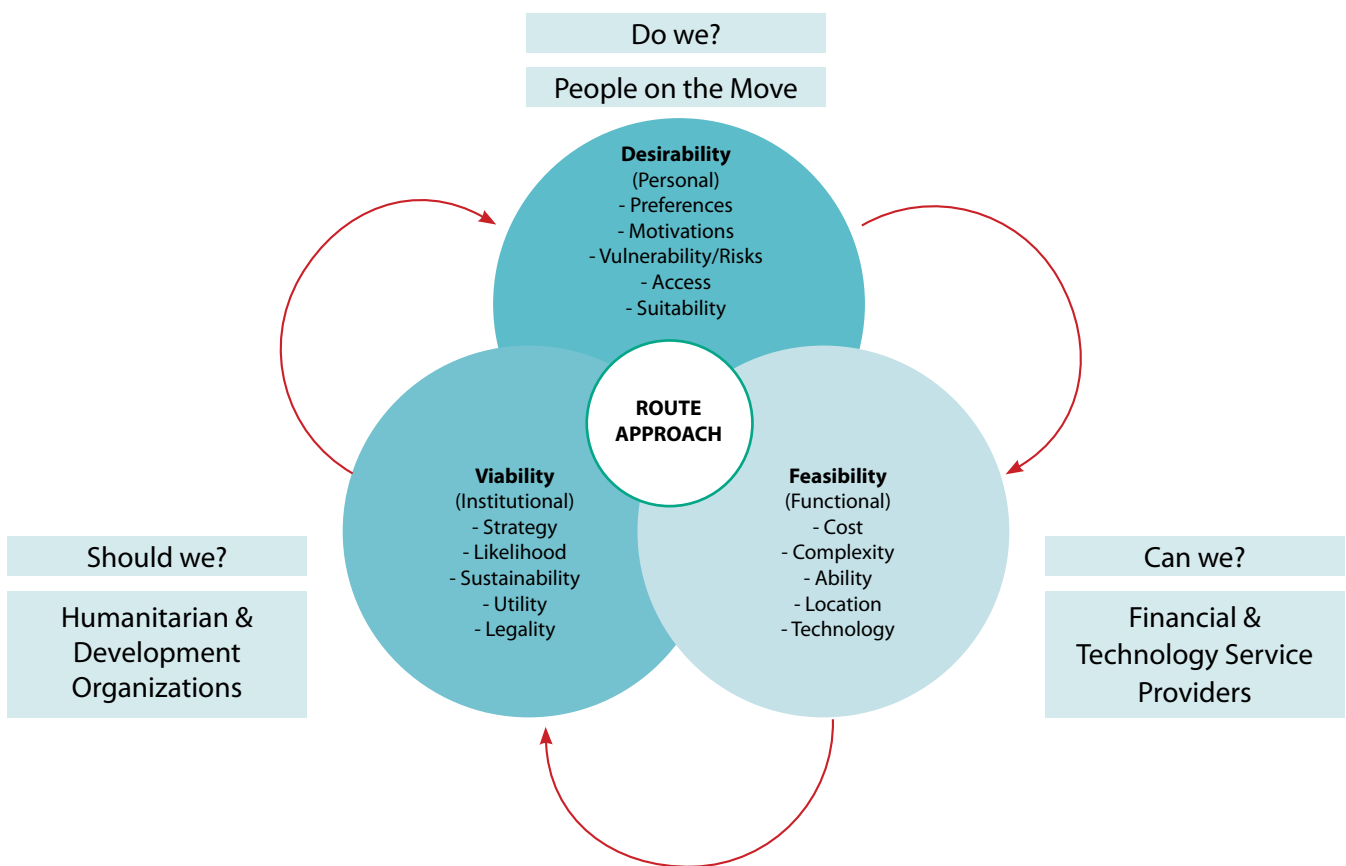 Do we?
People on the Move
Desirability
(Personal)
- Preferences
- Motivations
- Vulnerability/Risks
- Access
- Suitability
ROUTE
APPROACH
Viability
(Institutional)
- Strategy
- Likelihood
- Sustainability
- Utility
- Legality
Feasibility
(Functional)
- Cost
- Complexity
- Ability
- Location
- Technology
Should we?
Humanitarian &
Development
Organizations
Can we?
Financial &
Technology Service
Providers